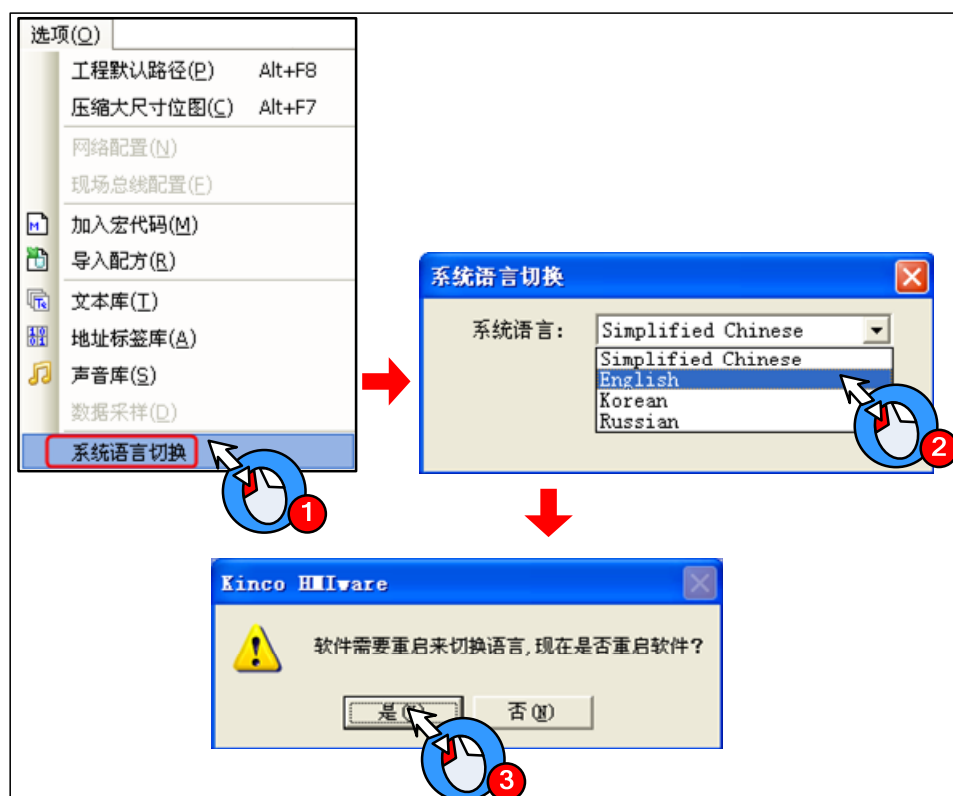 选项(O)
工程默认路径(P) Alt+F8
压缩大尺寸位图(C) Alt+F7
网络配置(N)
现场总线配置(F)
加入宏代码(M)
导入配方(R)
文本库(T)
地址标签库(A)
声音库(S)
数据采样(D)
系统语言切换
1
系统语言切换
系统语言: Simplified Chinese
Simplified Chinese
English
Korean
Russian
2
Kinco HMIware
软件需要重启来切换语言,现在是否重启软件?
是
否(N)
3